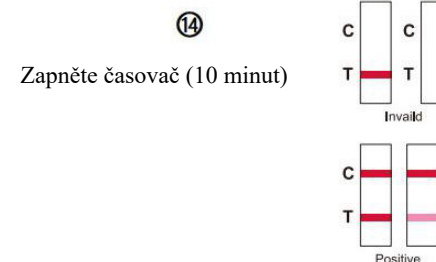 ⑭
Zapněte časovač (10 minut)
C C
T T
Invaild
C
T
Positive